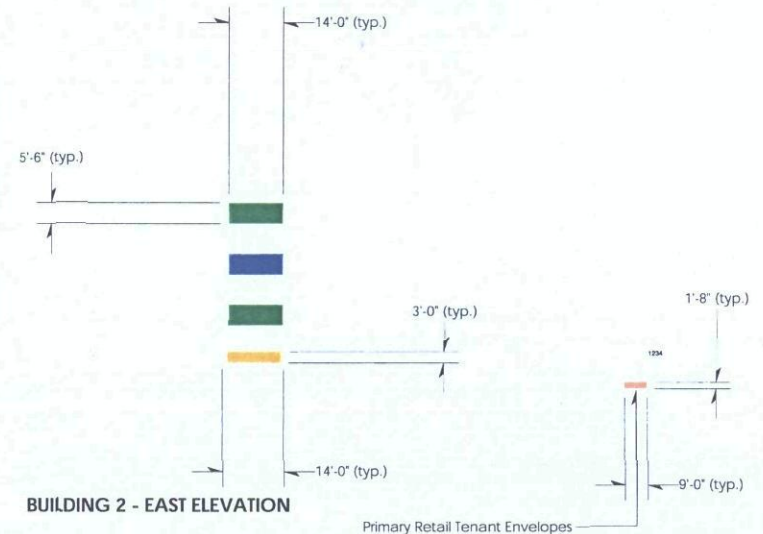 14'-0" (typ.)
5'-6" (typ.)
3'-0" (typ.)
1'-8" (typ.)
1234
14'-0" (typ.)
9'-0" (typ.)
BUILDING 2 - EAST ELEVATION
Primary Retail Tenant Envelopes